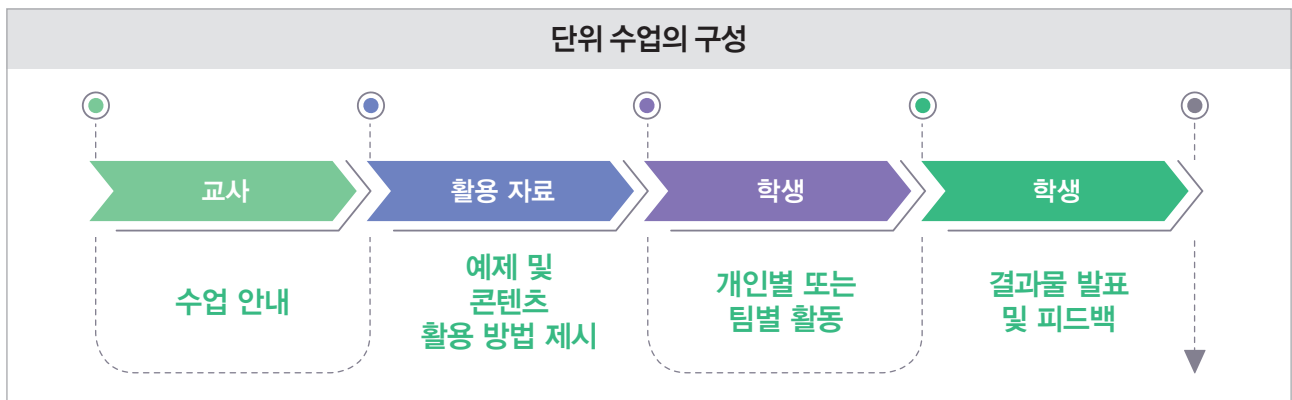 단위 수업의 구성
교사
활용 자료
학생
학생
수업 안내
예제 및
콘텐츠
활용 방법 제시
개인별 또는
팀별 활동
결과물 발표
및 피드백